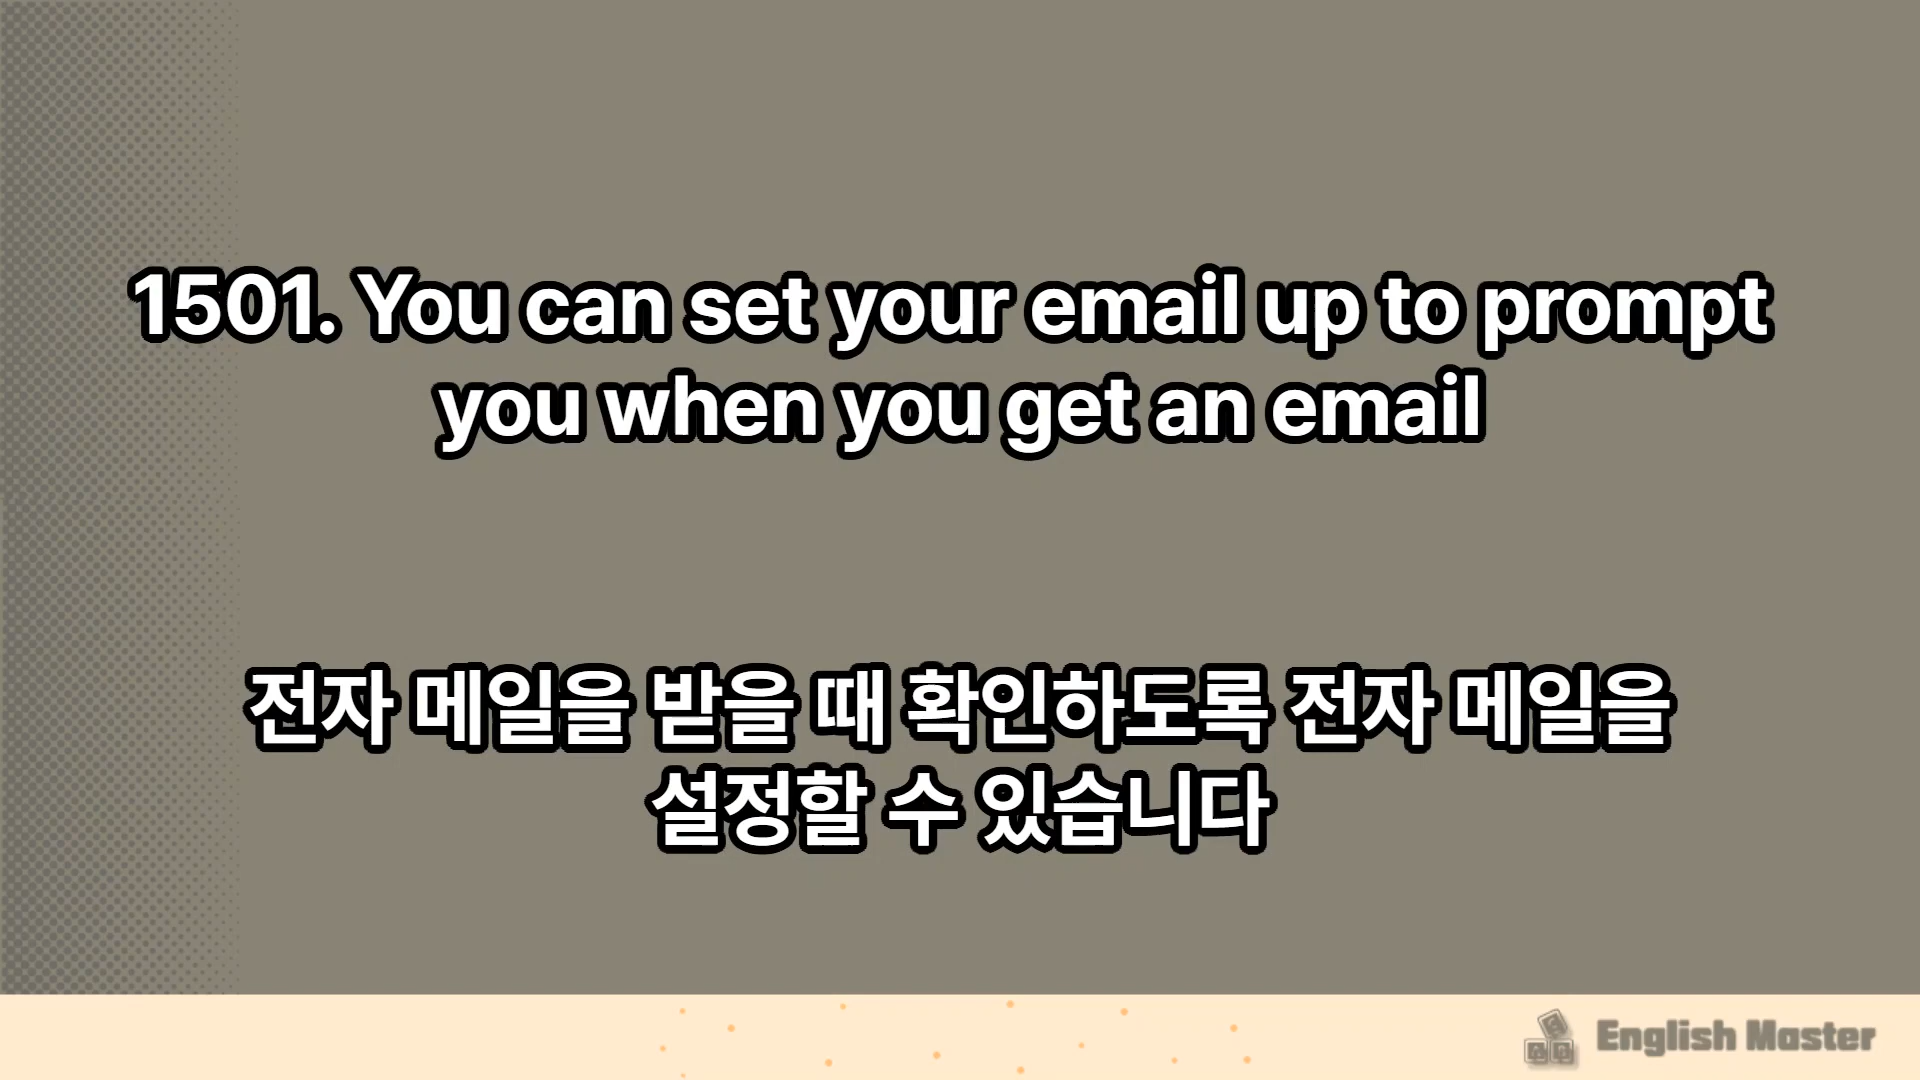 1501. You can set your email up to prompt
you when you get an email
전자 메일을 받을 때 확인하도록 전자 메일을
설정할 수 있습니다
English Master